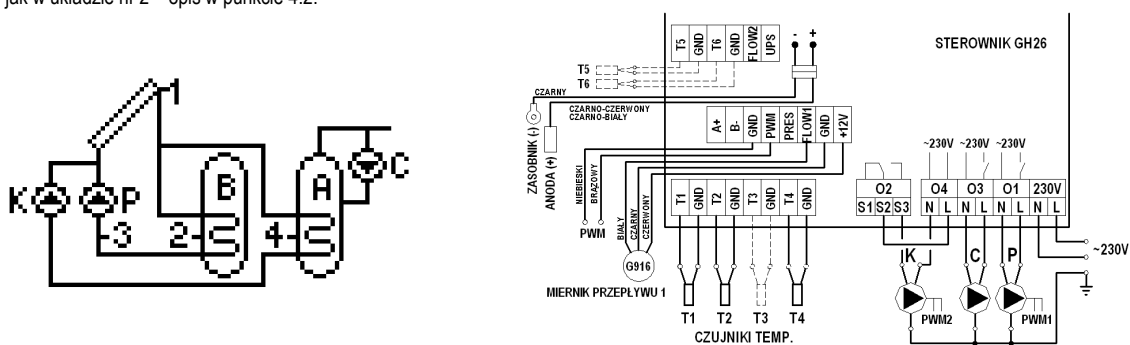 jak w układzie nr 2 – opis w punkcie 4.2.
1
B
A
C
K
P
3
2
4
STEROWNIK GH26
T5 GND T6 GND FLOW2 UPS
- +
T5
T6
CZARNY
CZARNO-CZERWONY
CZARNO-BIAŁY
ZASOBNIK (-)
ANODA (+)
A+ B- GND PWM PRES FLOW1 GND +12V
NIEBIESKI
BRĄZOWY
PWM
BIAŁY
CZARNY
CZERWONY
G916
MIERNIK PRZEPŁYWU 1
T1 GND T2 GND T3 GND T4 GND
T1 T2 T3 T4
CZUJNIKI TEMP.
~230V ~230V ~230V
O2 O4 O3 O1 230V
S1 S2 S3 N L N L N L N L
~230V
K C P
PWM2 PWM1